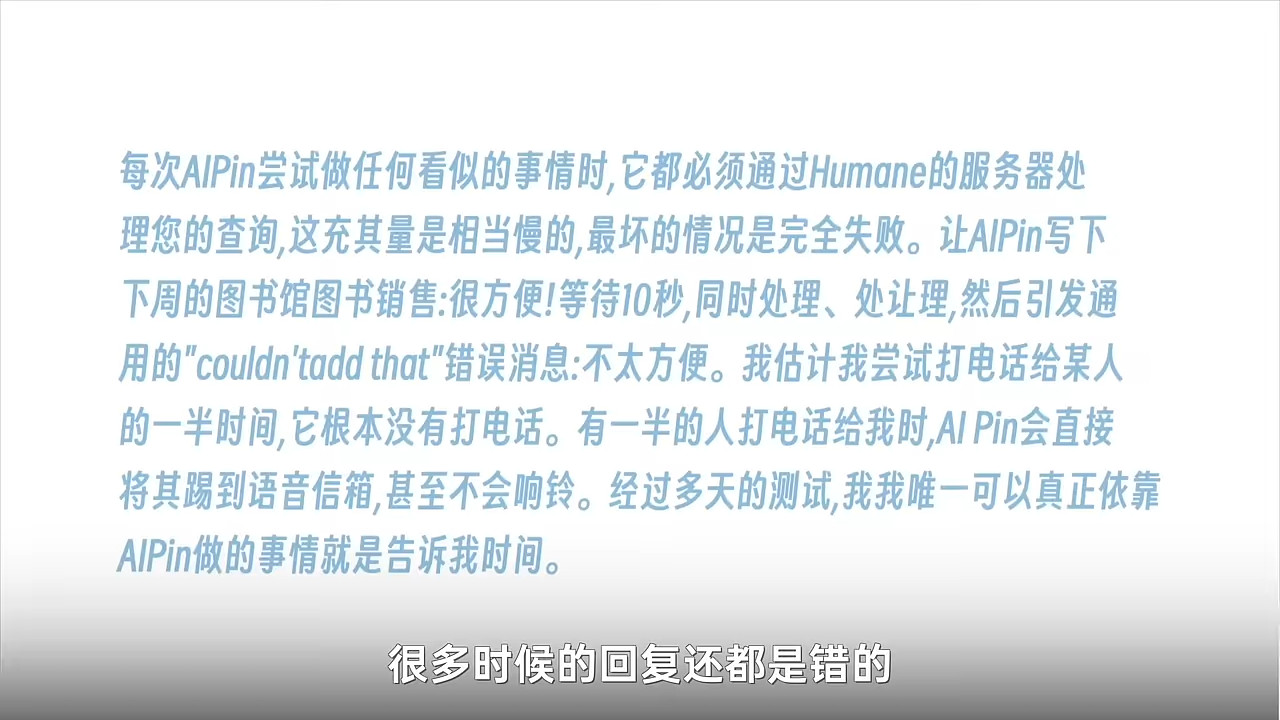 每次AIPin尝试做任何看似的事情时,它都必须通过Humane的服务器处
理您的查询,这充其量是相当慢的,最坏的情况是完全失败。让AIPin写下
下周的图书馆图书销售:很方便!等待10秒,同时处理、处让理,然后引发通
用的"couldn'tadd that"错误消息:不太方便。我估计我尝试打电话给某人
的一半时间,它根本没有打电话。有一半的人打电话给我时,AI Pin会直接
将其踢到语音信箱,甚至不会响铃。经过多天的测试,我我唯一可以真正依靠
AIPin做的事情就是告诉我时间。
很多时候的回复还都是错的